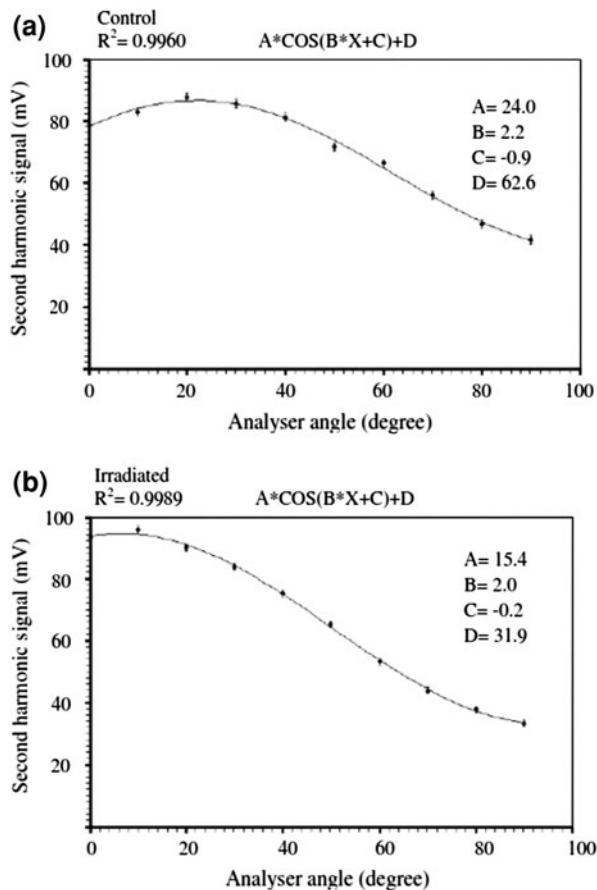 (a)
Control
R²= 0.9960 A*COS(B*X+C)+D
Second harmonic signal (mV)
100
80
60
40
20
A= 24.0
B= 2.2
C= -0.9
D= 62.6
0 20 40 60 80 100
Analyser angle (degree)
(b)
Irradiated
R²= 0.9989 A*COS(B*X+C)+D
Second harmonic signal (mV)
100
80
60
40
20
A= 15.4
B= 2.0
C= -0.2
D= 31.9
0 20 40 60 80 100
Analyser angle (degree)